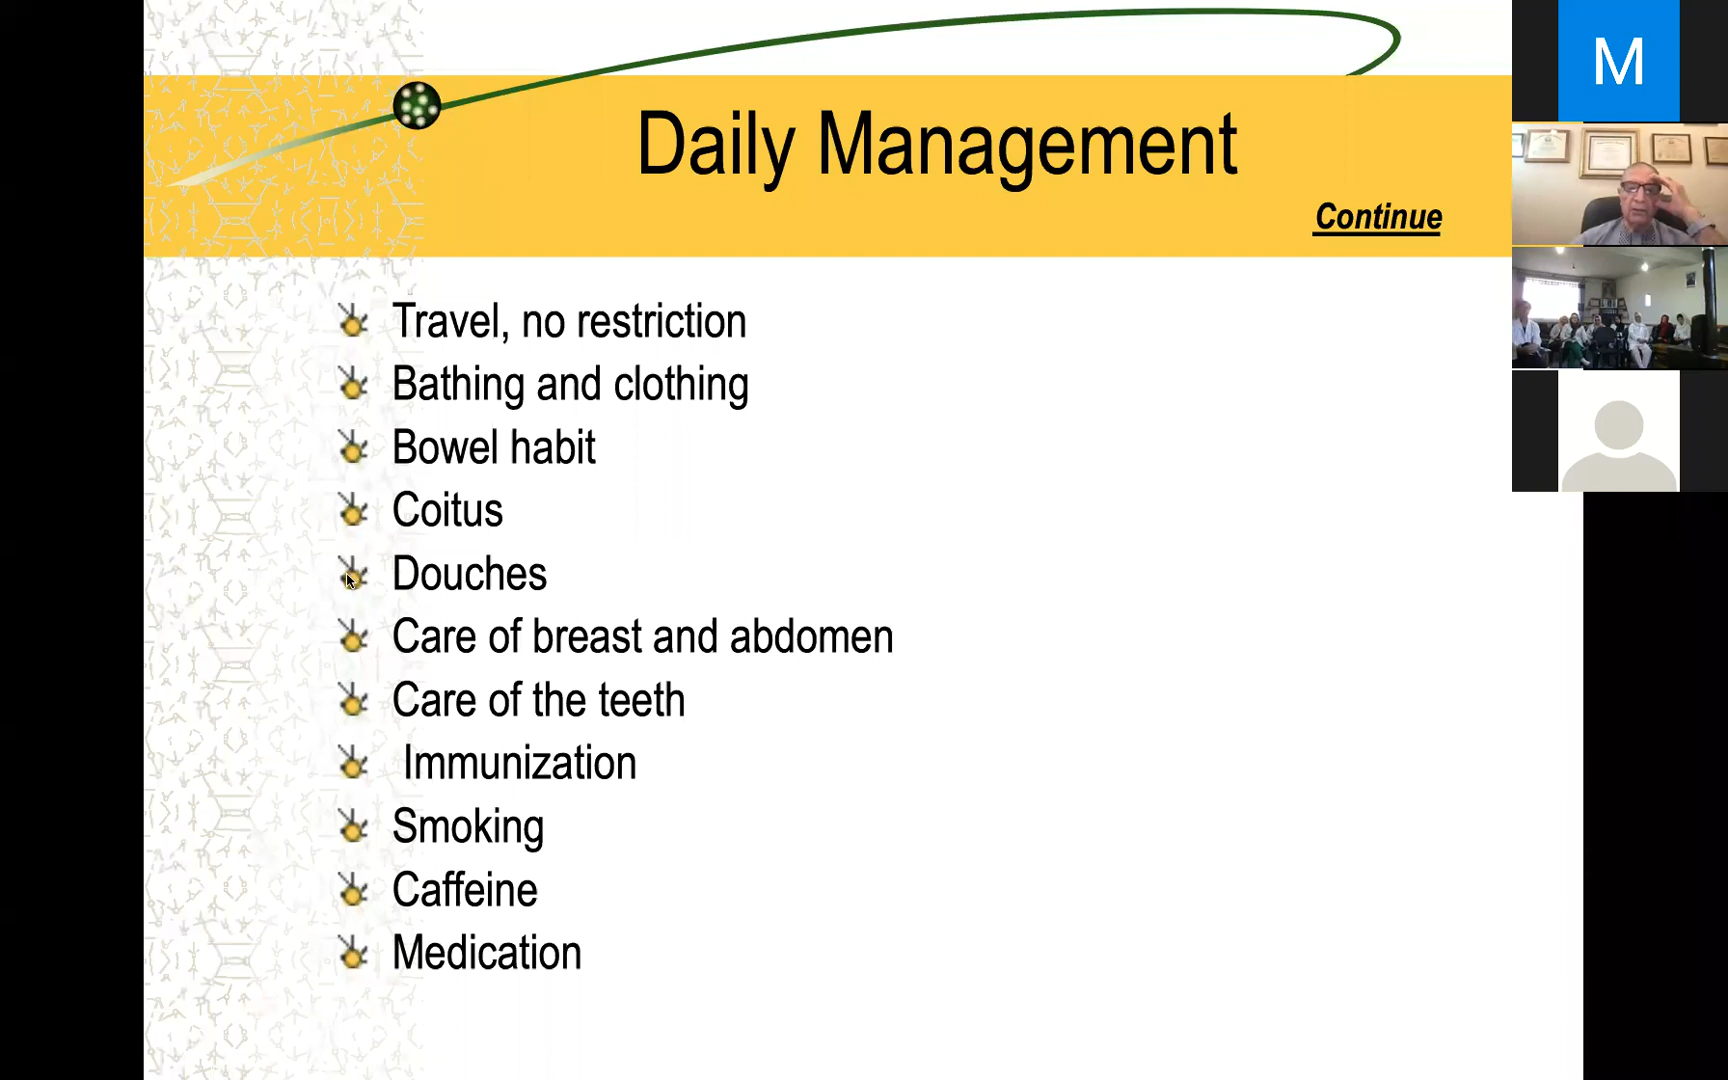 Daily Management
Continue
Travel, no restriction
Bathing and clothing
Bowel habit
Coitus
Douches
Care of breast and abdomen
Care of the teeth
Immunization
Smoking
Caffeine
Medication
M